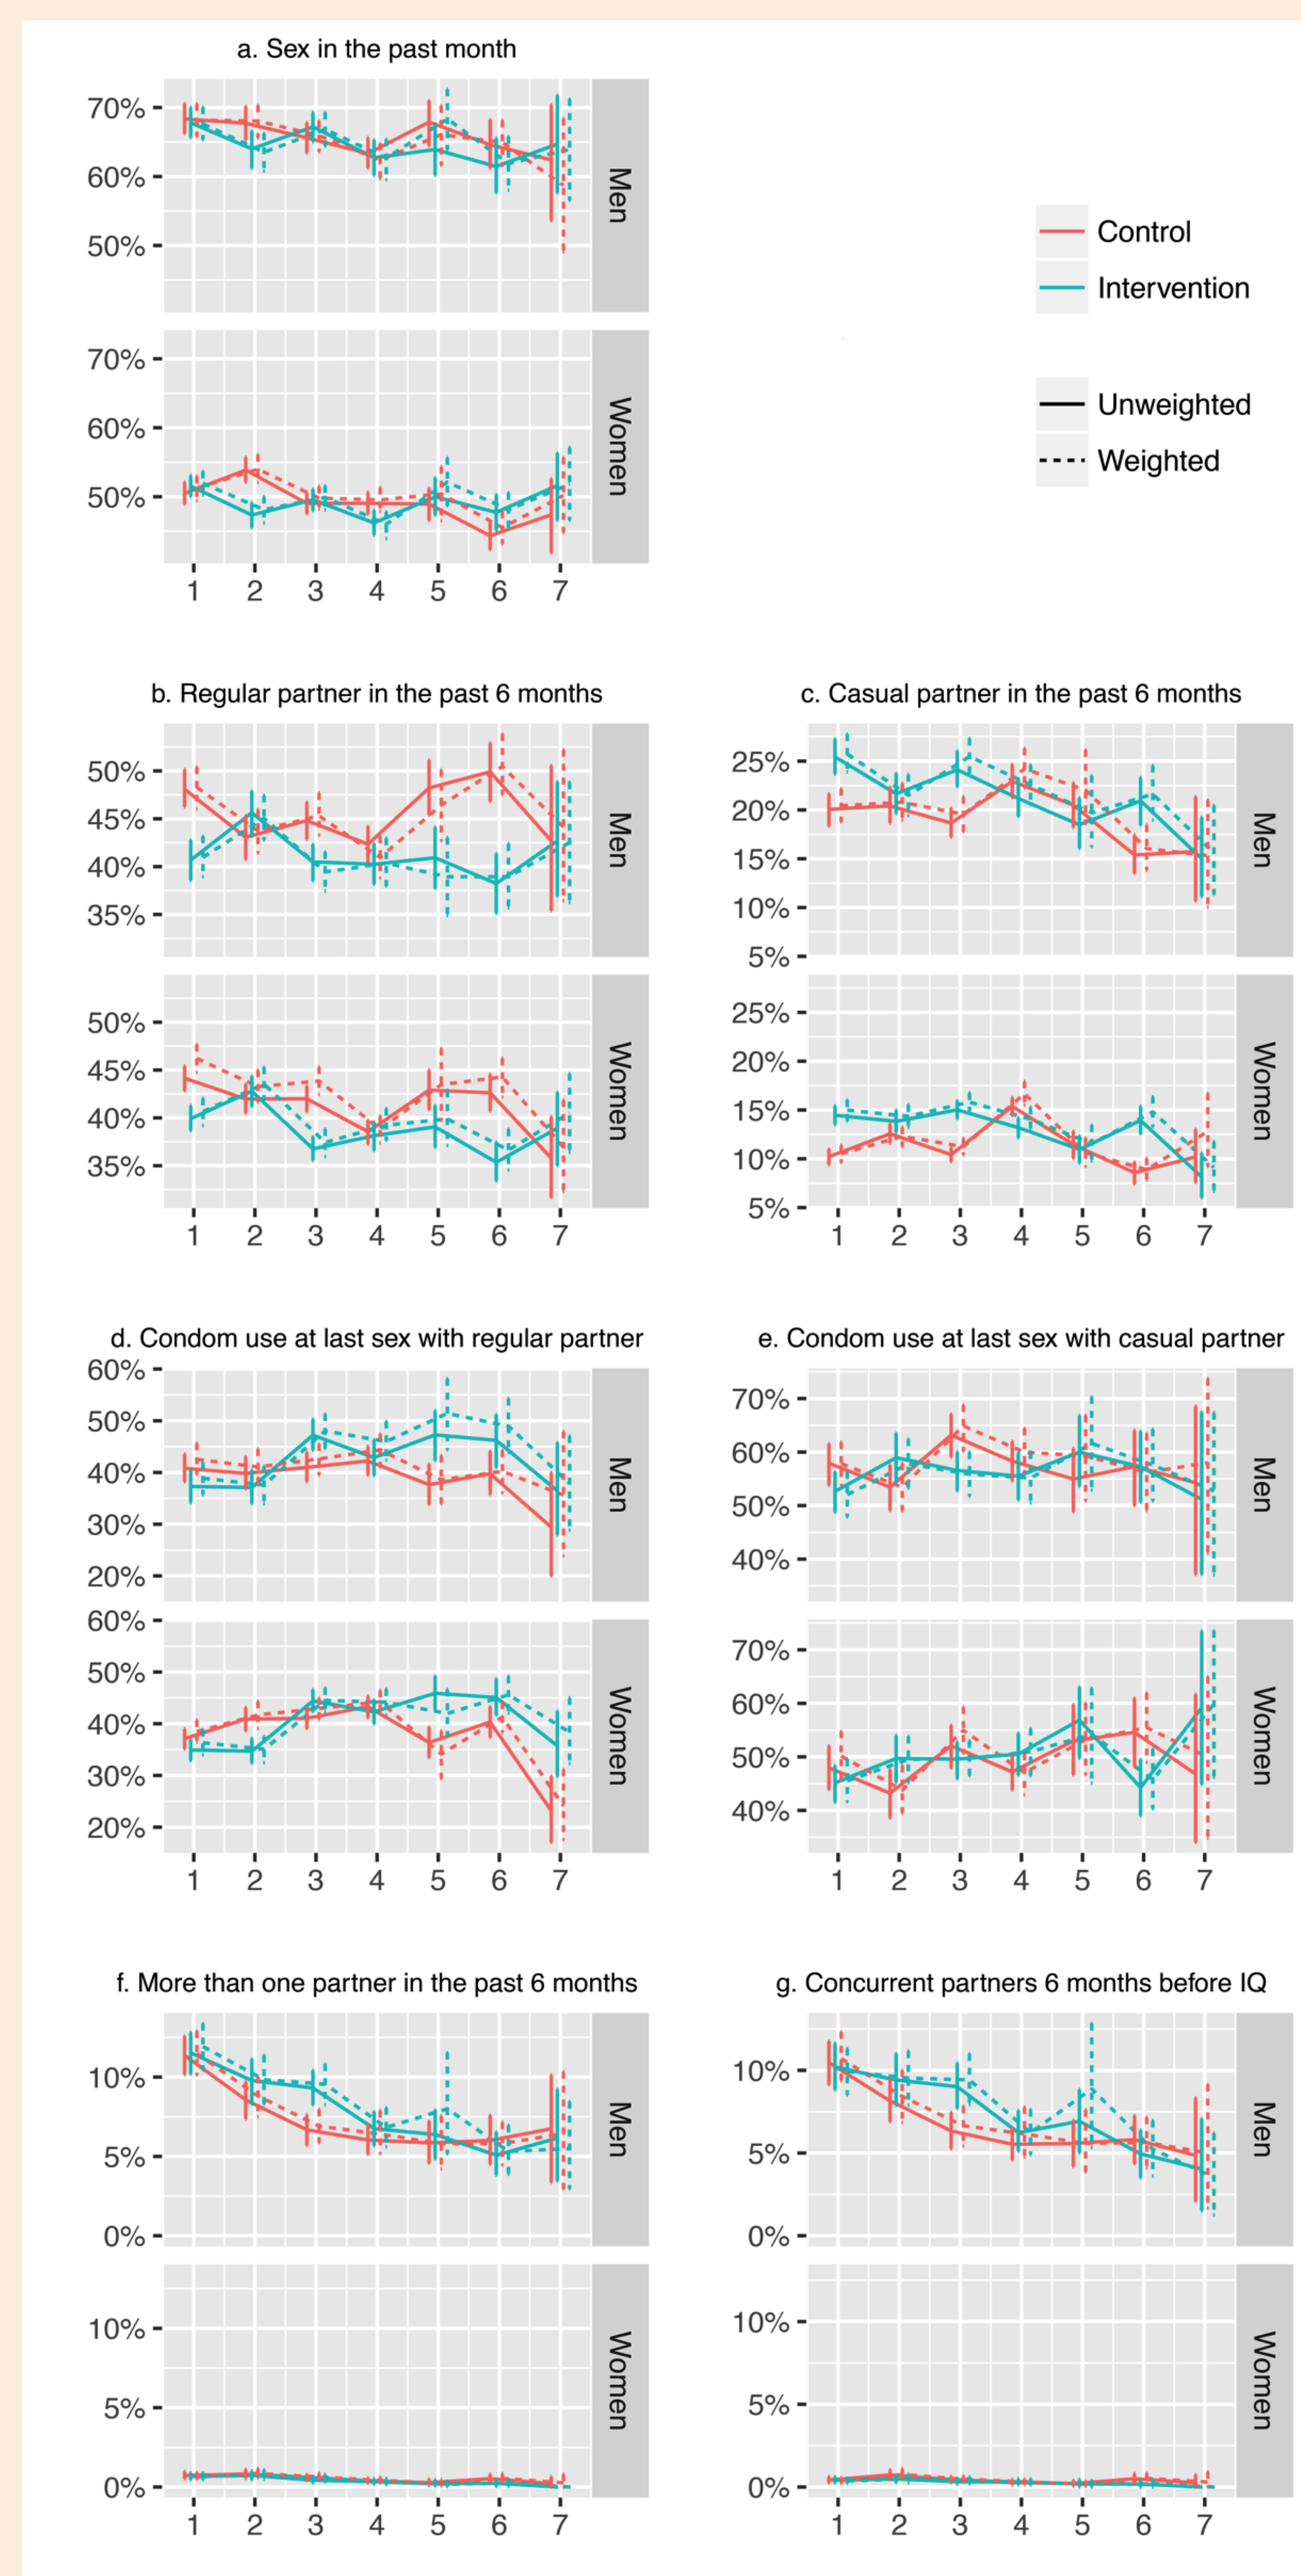 a. Sex in the past month
70%
60%
50%
Men
70%
60%
50%
Women
1 2 3 4 5 6 7
Control
Intervention
Unweighted
Weighted
b. Regular partner in the past 6 months
50%
45%
40%
35%
Men
50%
45%
40%
35%
Women
1 2 3 4 5 6 7
c. Casual partner in the past 6 months
25%
20%
15%
10%
5%
Men
25%
20%
15%
10%
5%
Women
1 2 3 4 5 6 7
d. Condom use at last sex with regular partner
60%
50%
40%
30%
20%
Men
60%
50%
40%
30%
20%
Women
1 2 3 4 5 6 7
e. Condom use at last sex with casual partner
70%
60%
50%
40%
Men
70%
60%
50%
40%
Women
1 2 3 4 5 6 7
f. More than one partner in the past 6 months
10%
5%
0%
Men
10%
5%
0%
Women
1 2 3 4 5 6 7
g. Concurrent partners 6 months before IQ
10%
5%
0%
Men
10%
5%
0%
Women
1 2 3 4 5 6 7